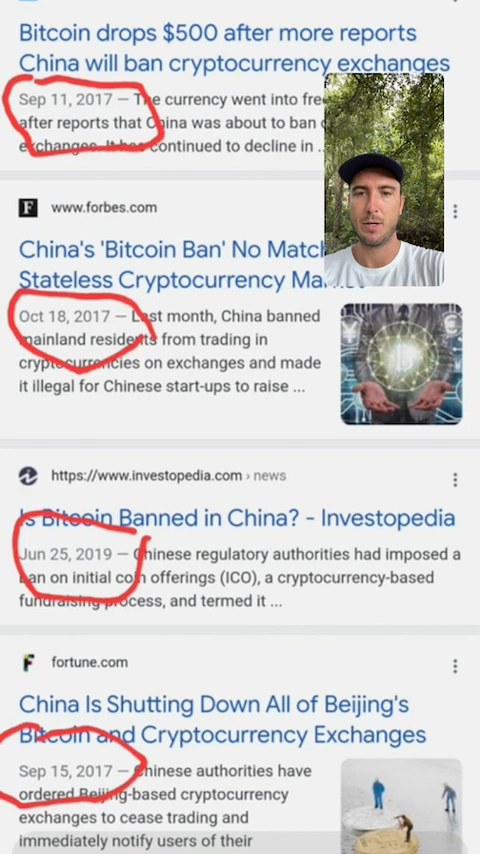 Bitcoin drops $500 after more reports
China will ban cryptocurrency exchanges
Sep 11, 2017 — The currency went into
after reports that China was about to ban
exchanges. It has continued to decline in ...
www.forbes.com
China's 'Bitcoin Ban' No Match
Stateless Cryptocurrency
Oct 18, 2017 — Last month, China banned
mainland residents from trading in
cryptocurrencies on exchanges and made
it illegal for Chinese start-ups to raise ...
https://www.investopedia.com › news
Is Bitcoin Banned in China? - Investopedia
Jun 25, 2019 — Chinese regulatory authorities had imposed a
ban on initial coin offerings (ICO), a cryptocurrency-based
fundraising process, and termed it ...
fortune.com
China Is Shutting Down All of Beijing's
Bitcoin and Cryptocurrency Exchanges
Sep 15, 2017 — Chinese authorities have
ordered Beijing-based cryptocurrency
exchanges to cease trading and
immediately notify users of their